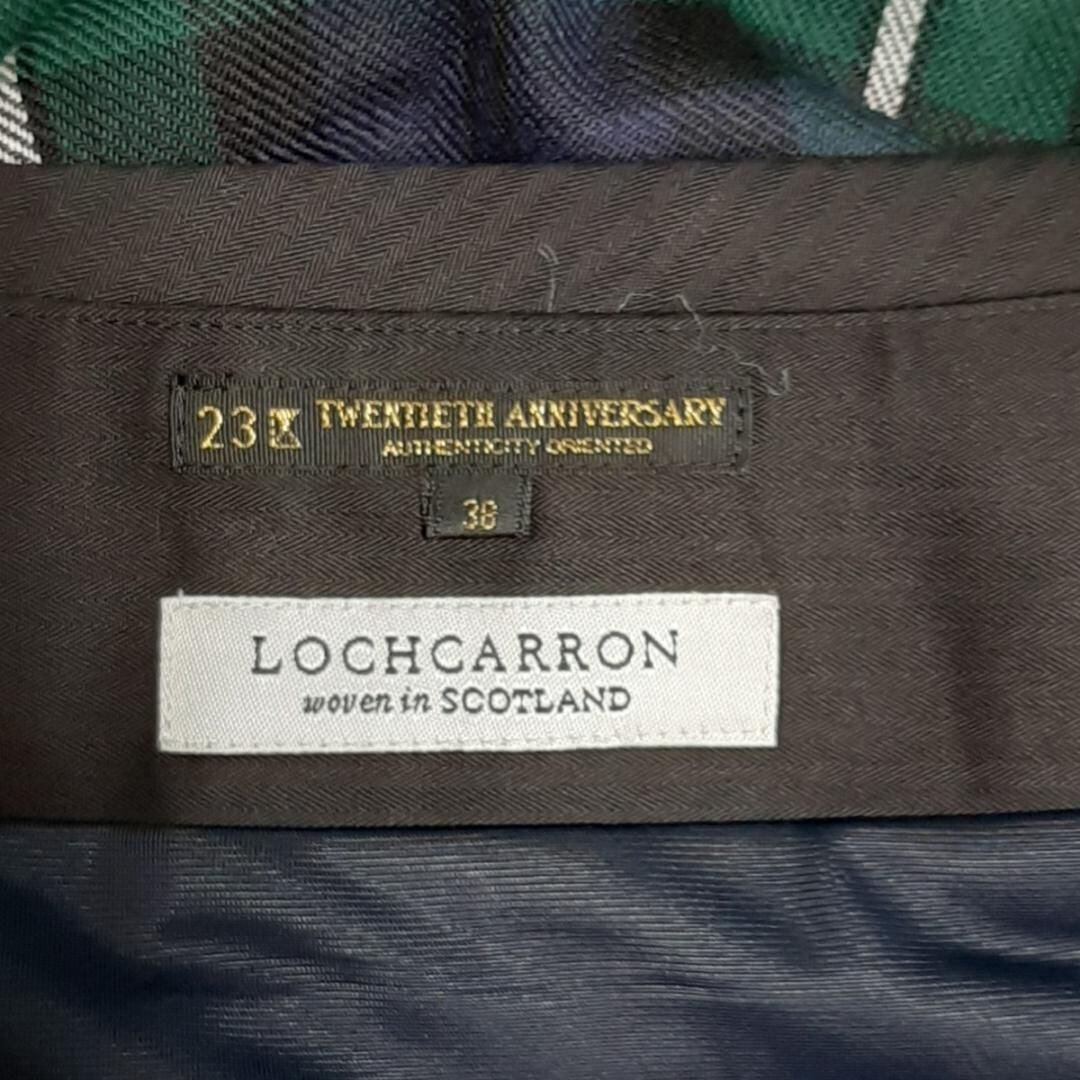 23区 TWENTIETH ANNIVERSARY
AUTHENTICITY ORIENTED
38
LOCHCARRON
woven in SCOTLAND